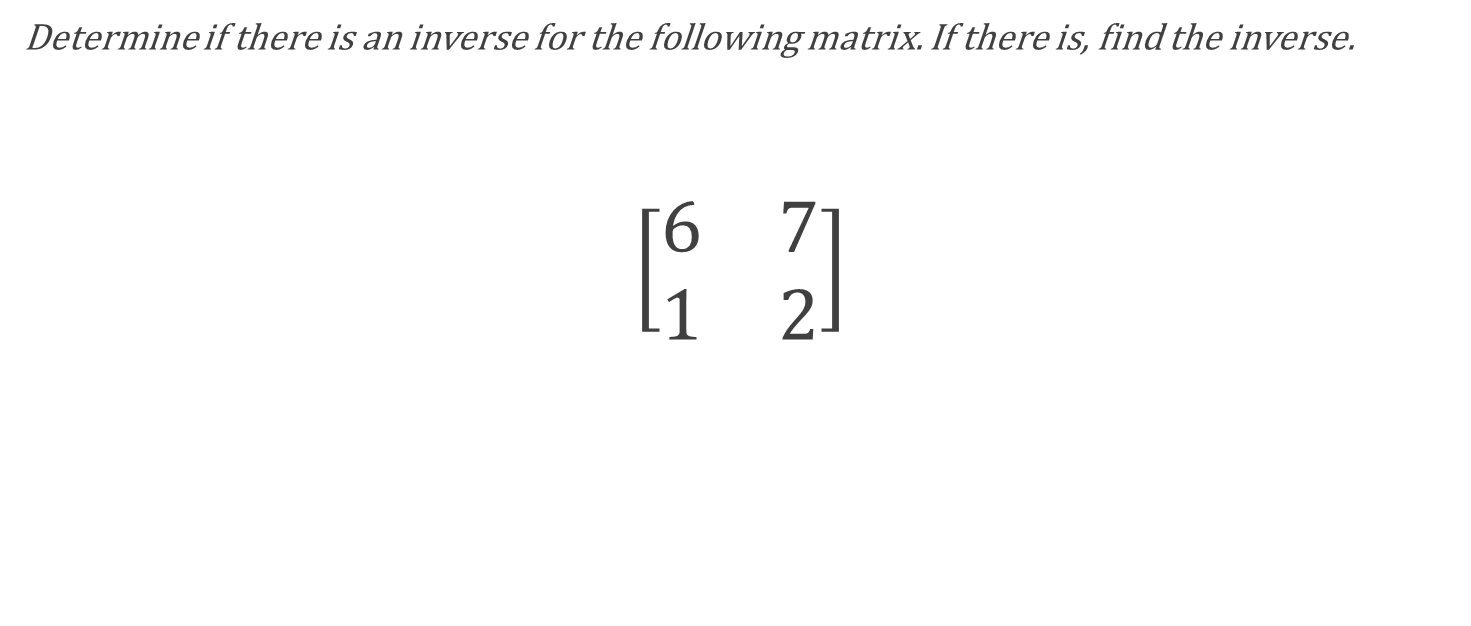 Determine if there is an inverse for the following matrix. If there is, find the inverse.
[6 7
1 2]